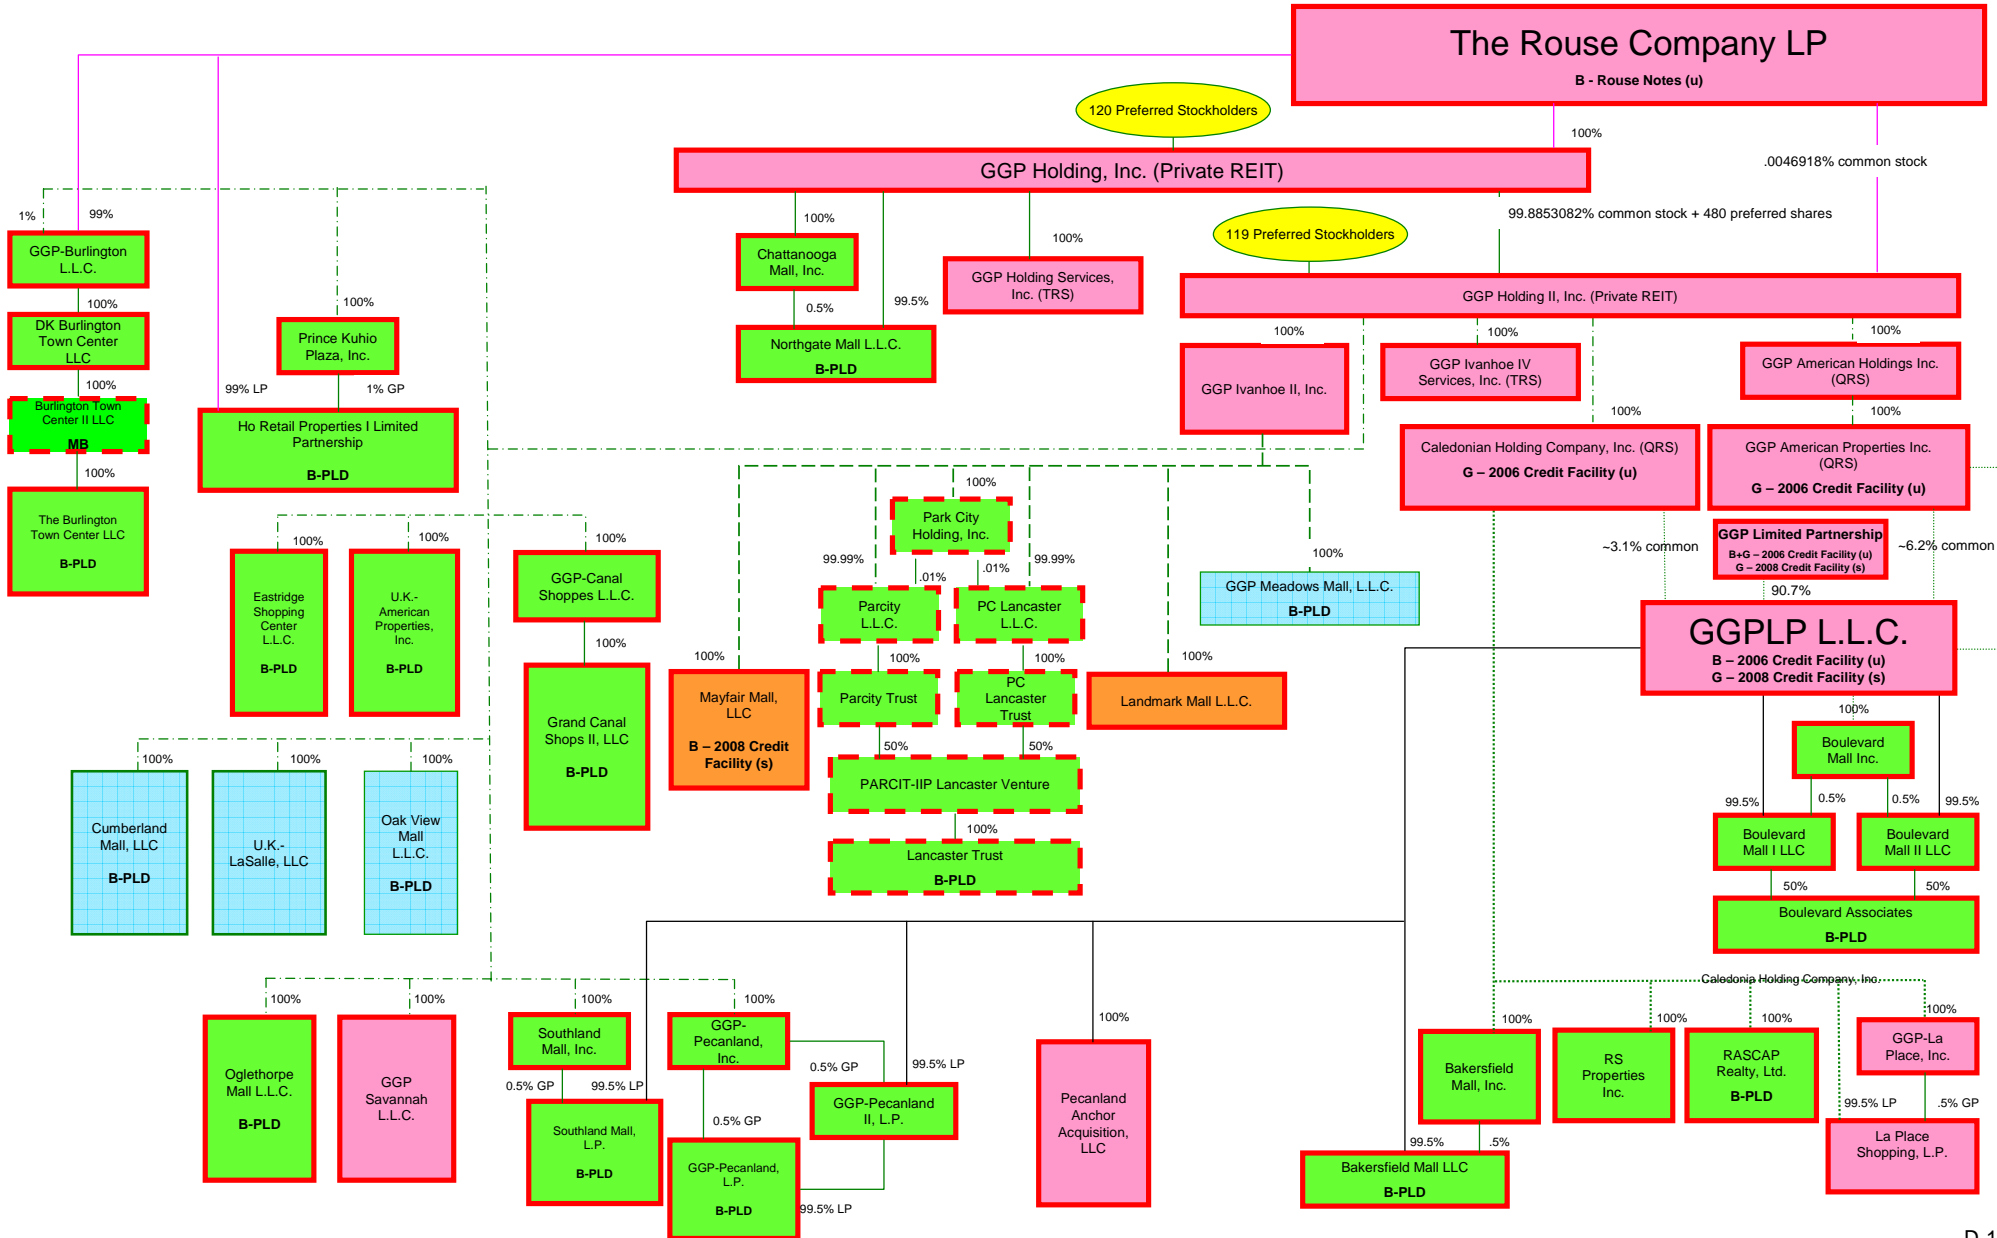 The Rouse Company LP
B - Rouse Notes (u)
120 Preferred Stockholders
100%
.0046918% common stock
GGP Holding, Inc. (Private REIT)
99.8853082% common stock + 480 preferred shares
119 Preferred Stockholders
1%
99%
GGP-Burlington
L.L.C.
100%
DK Burlington
Town Center
LLC
100%
Burlington Town
Center II LLC
MB
100%
The Burlington
Town Center LLC
B-PLD
100%
Prince Kuhio
Plaza, Inc.
99% LP
1% GP
Ho Retail Properties I Limited
Partnership
B-PLD
100%
Chattanooga
Mall, Inc.
0.5%
99.5%
Northgate Mall L.L.C.
B-PLD
100%
GGP Holding Services,
Inc. (TRS)
GGP Holding II, Inc. (Private REIT)
100%
GGP Ivanhoe II, Inc.
100%
GGP Ivanhoe IV
Services, Inc. (TRS)
100%
Caledonian Holding Company, Inc. (QRS)
G – 2006 Credit Facility (u)
100%
GGP American Holdings Inc.
(QRS)
100%
GGP American Properties Inc.
(QRS)
G – 2006 Credit Facility (u)
~3.1% common
GGP Limited Partnership
B+G – 2006 Credit Facility (u)
G – 2008 Credit Facility (s)
~6.2% common
90.7%
GGPLP L.L.C.
B – 2006 Credit Facility (u)
G – 2008 Credit Facility (s)
100%
Eastridge
Shopping
Center
L.L.C.
B-PLD
100%
U.K.-
American
Properties,
Inc.
B-PLD
100%
GGP-Canal
Shoppes L.L.C.
100%
Grand Canal
Shops II, LLC
B-PLD
100%
Park City
Holding, Inc.
99.99%
.01%
.01%
99.99%
Parcity
L.L.C.
PC Lancaster
L.L.C.
100%
100%
Parcity Trust
PC
Lancaster
Trust
50%
50%
PARCIT-IIP Lancaster Venture
100%
Lancaster Trust
B-PLD
100%
Mayfair Mall,
LLC
B – 2008 Credit
Facility (s)
100%
Landmark Mall L.L.C.
100%
GGP Meadows Mall, L.L.C.
B-PLD
100%
Cumberland
Mall, LLC
B-PLD
100%
U.K.-
LaSalle, LLC
100%
Oak View
Mall
L.L.C.
B-PLD
100%
Boulevard
Mall Inc.
99.5%
0.5%
0.5%
99.5%
Boulevard
Mall I LLC
Boulevard
Mall II LLC
50%
50%
Boulevard Associates
B-PLD
100%
Oglethorpe
Mall L.L.C.
B-PLD
100%
GGP
Savannah
L.L.C.
100%
Southland
Mall, Inc.
0.5% GP
99.5% LP
Southland Mall,
L.P.
B-PLD
100%
GGP-
Pecanland,
Inc.
0.5% GP
99.5% LP
GGP-Pecanland
II, L.P.
0.5% GP
GGP-Pecanland,
L.P.
B-PLD
99.5% LP
100%
Pecanland
Anchor
Acquisition,
LLC
Caledonia Holding Company, Inc.
100%
Bakersfield
Mall, Inc.
99.5%
.5%
Bakersfield Mall LLC
B-PLD
100%
RS
Properties
Inc.
100%
RASCAP
Realty, Ltd.
B-PLD
100%
GGP-La
Place, Inc.
99.5% LP
.5% GP
La Place
Shopping, L.P.